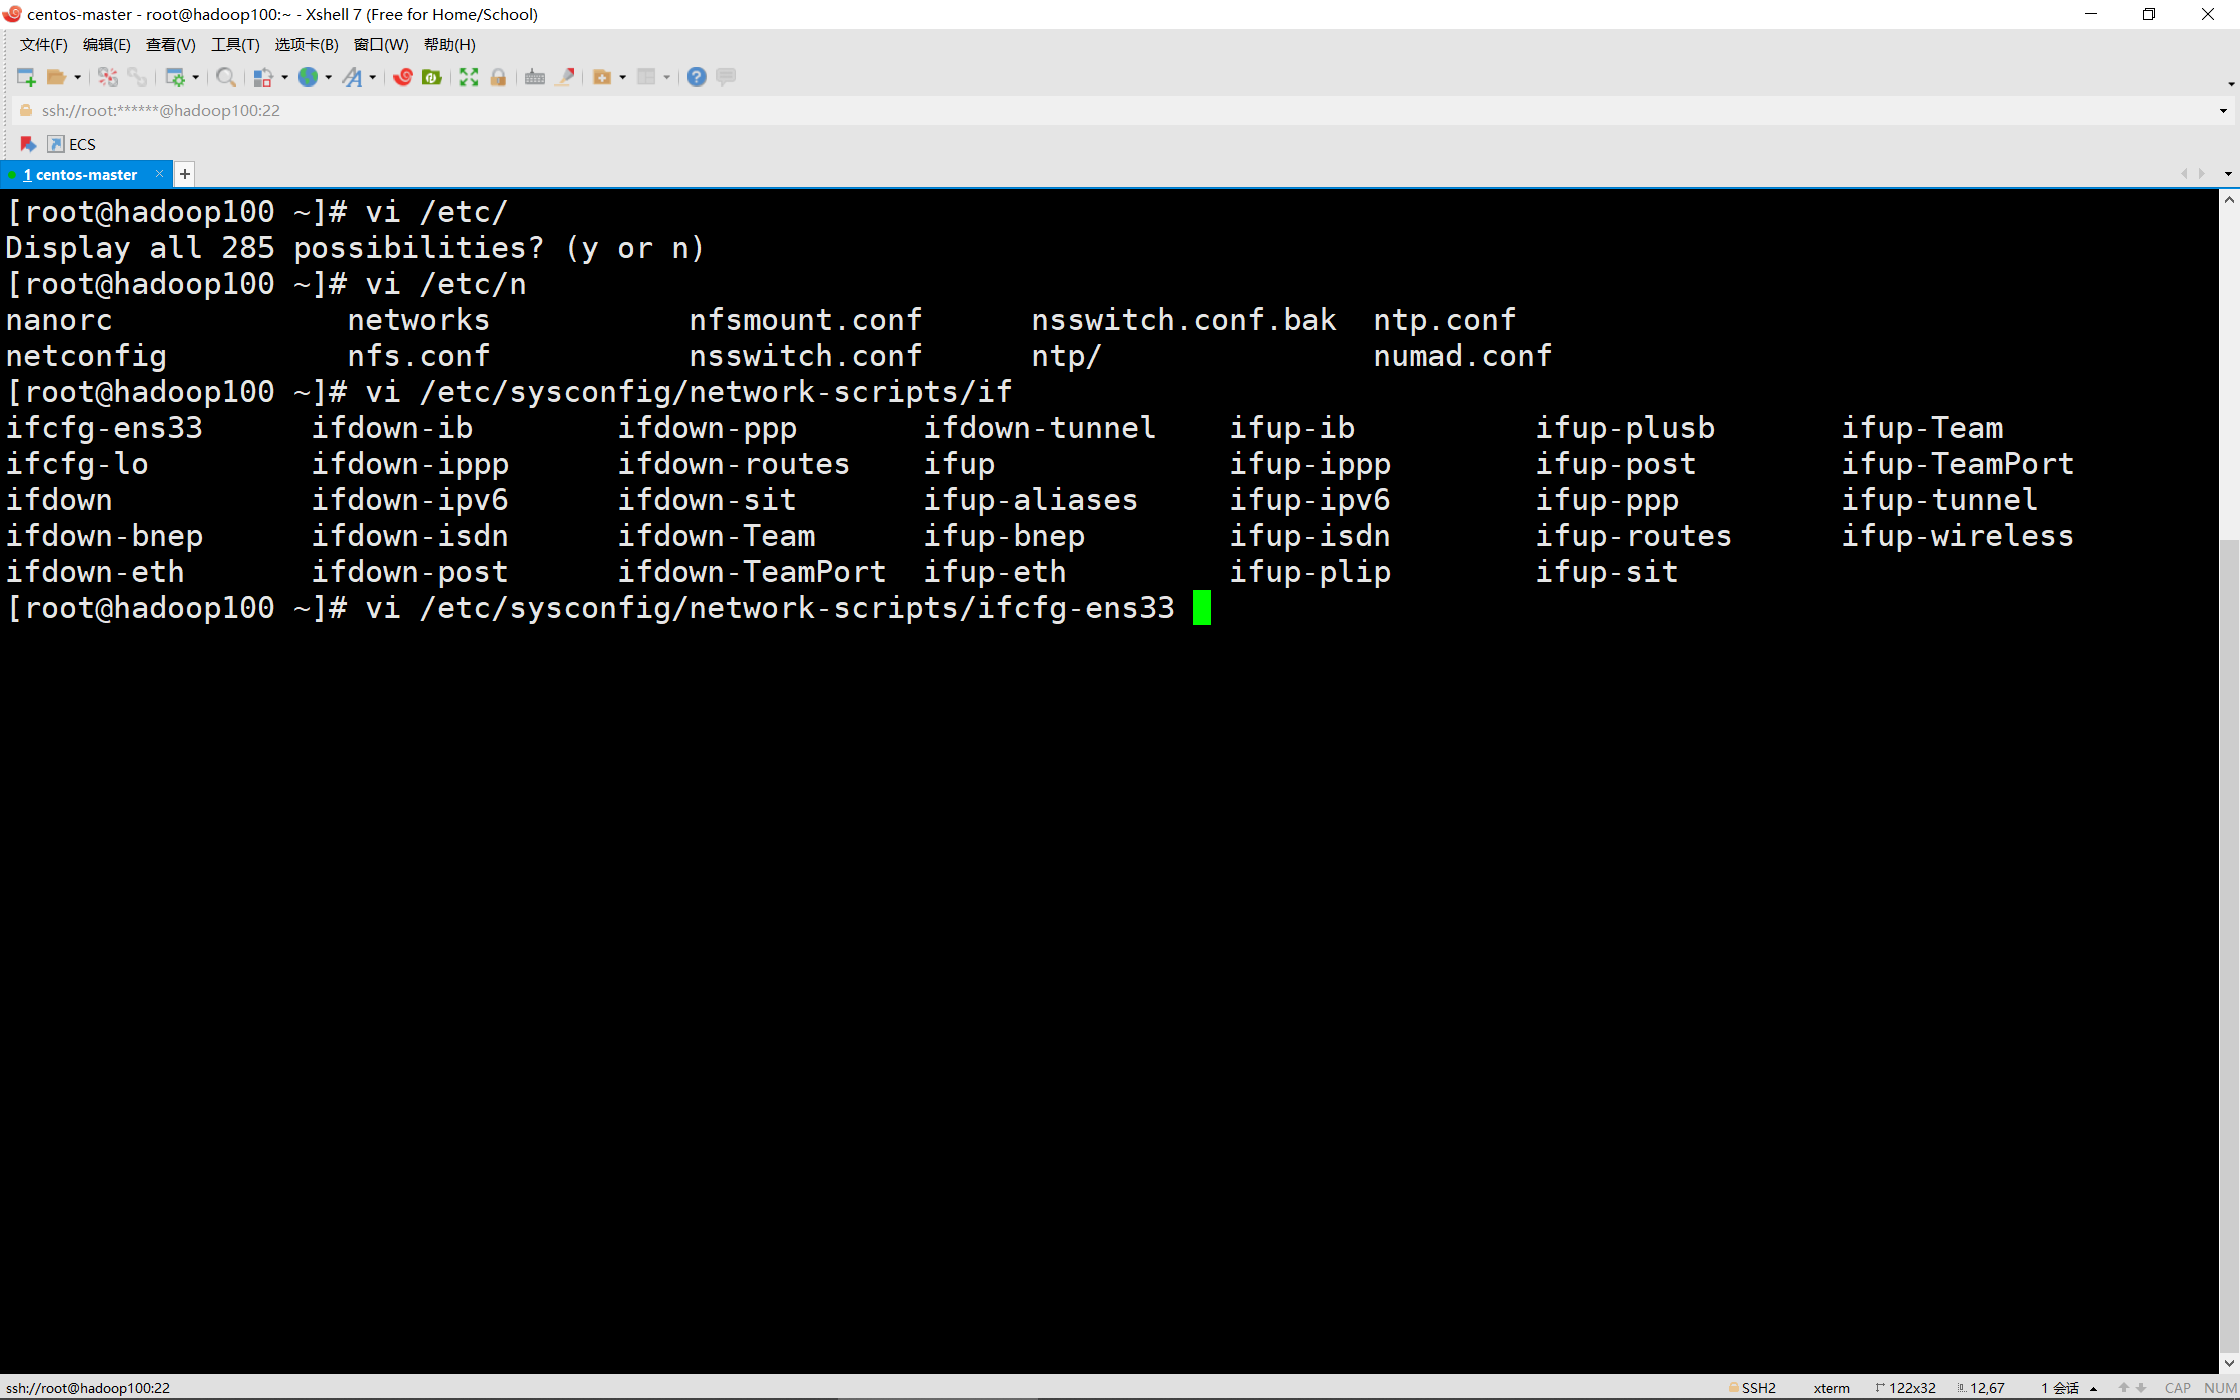 centos-master - root@hadoop100:~ - Xshell 7 (Free for Home/School)
文件(F) 编辑(E) 查看(V) 工具(T) 选项卡(B) 窗口(W) 帮助(H)
ssh://root:******@hadoop100:22
ECS
1 centos-master × +
[root@hadoop100 ~]# vi /etc/
Display all 285 possibilities? (y or n)
[root@hadoop100 ~]# vi /etc/n
nanorc networks nfsmount.conf nsswitch.conf.bak ntp.conf
netconfig nfs.conf nsswitch.conf ntp/ numad.conf
[root@hadoop100 ~]# vi /etc/sysconfig/network-scripts/if
ifcfg-ens33 ifdown-ib ifdown-ppp ifdown-tunnel ifup-ib ifup-plusb ifup-Team
ifcfg-lo ifdown-ippp ifdown-routes ifup ifup-ippp ifup-post ifup-TeamPort
ifdown ifdown-ipv6 ifdown-sit ifup-aliases ifup-ipv6 ifup-ppp ifup-tunnel
ifdown-bnep ifdown-isdn ifdown-Team ifup-bnep ifup-isdn ifup-routes ifup-wireless
ifdown-eth ifdown-post ifdown-TeamPort ifup-eth ifup-plip ifup-sit
[root@hadoop100 ~]# vi /etc/sysconfig/network-scripts/ifcfg-ens33
ssh://root@hadoop100:22 SSH2 xterm 122x32 12,67 1 会话 CAP NUM